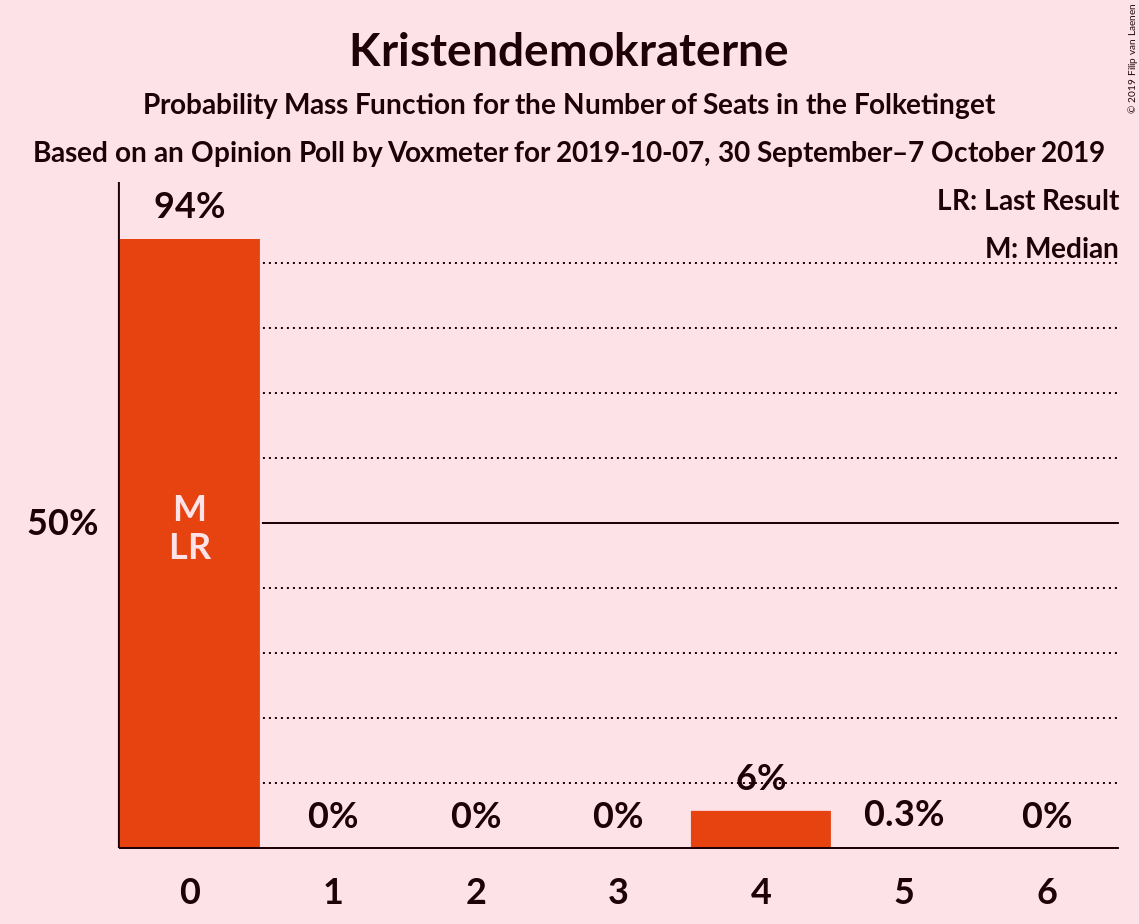 Kristendemokraterne
Probability Mass Function for the Number of Seats in the Folketinget
Based on an Opinion Poll by Voxmeter for 2019-10-07, 30 September–7 October 2019
© 2019 Filip van Laenen
LR: Last Result
M: Median
94%
50%
M
LR
0%
0%
0%
6%
0.3%
0%
0
1
2
3
4
5
6